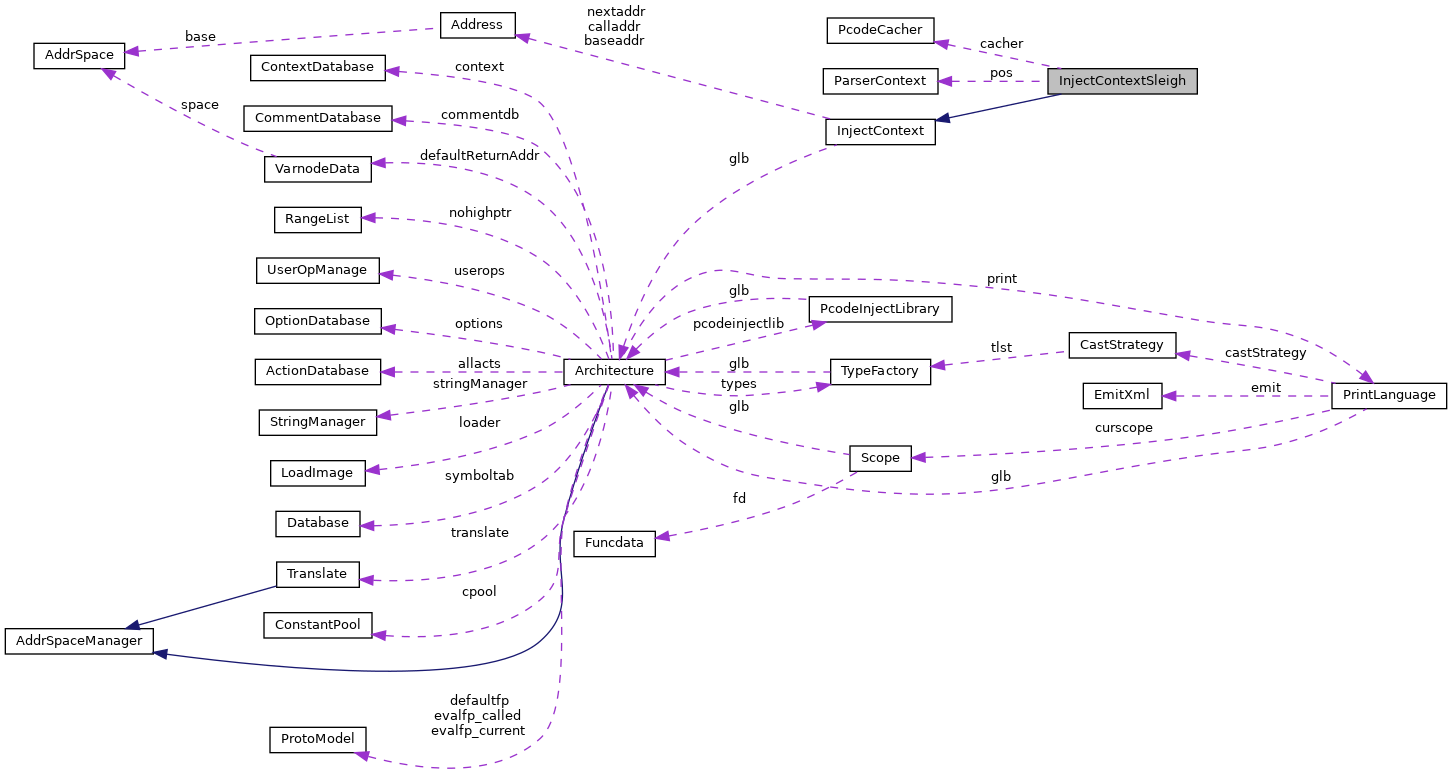 nextaddr
calladdr
baseaddr
Address
PcodeCacher
base
cacher
AddrSpace
ContextDatabase
context
ParserContext
pos
InjectContextSleigh
space
CommentDatabase
commentdb
InjectContext
VarnodeData
defaultReturnAddr
glb
RangeList
nohighptr
UserOpManage
userops
print
glb
PcodeInjectLibrary
OptionDatabase
options
pcodeinjectlib
CastStrategy
tlst
castStrategy
ActionDatabase
allacts
Architecture
glb
TypeFactory
stringManager
types
emit
EmitXml
PrintLanguage
StringManager
loader
glb
curscope
LoadImage
symboltab
Scope
glb
fd
Database
translate
Funcdata
Translate
cpool
ConstantPool
AddrSpaceManager
defaultfp
evalfp_called
evalfp_current
ProtoModel